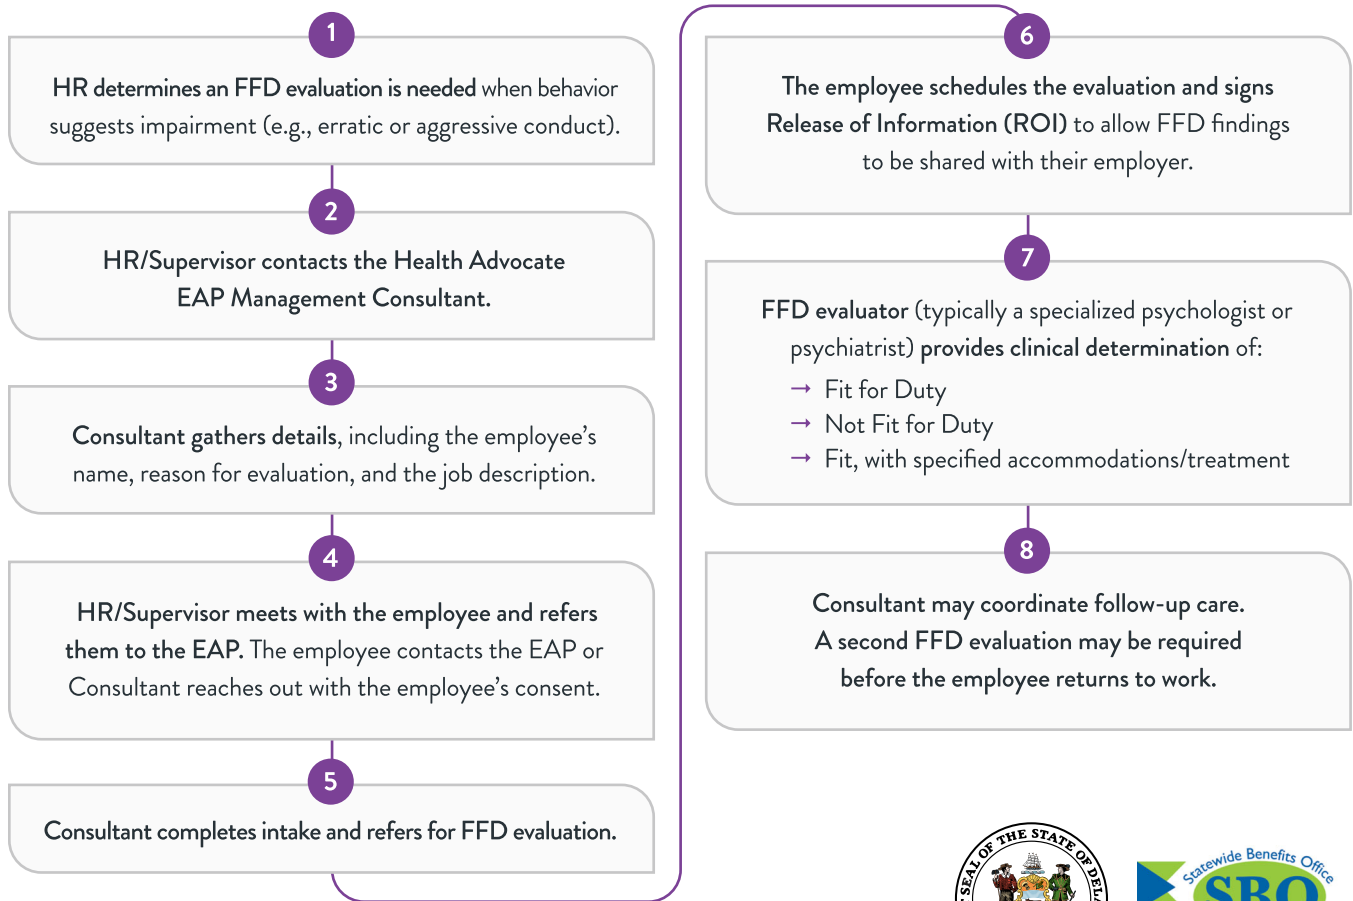 1
HR determines an FFD evaluation is needed when behavior
suggests impairment (e.g., erratic or aggressive conduct).
2
HR/Supervisor contacts the Health Advocate
EAP Management Consultant.
3
Consultant gathers details, including the employee’s
name, reason for evaluation, and the job description.
4
HR/Supervisor meets with the employee and refers
them to the EAP. The employee contacts the EAP or
Consultant reaches out with the employee’s consent.
5
Consultant completes intake and refers for FFD evaluation.
6
The employee schedules the evaluation and signs
Release of Information (ROI) to allow FFD findings
to be shared with their employer.
7
FFD evaluator (typically a specialized psychologist or
psychiatrist) provides clinical determination of:
→ Fit for Duty
→ Not Fit for Duty
→ Fit, with specified accommodations/treatment
8
Consultant may coordinate follow-up care.
A second FFD evaluation may be required
before the employee returns to work.
SEAL OF THE STATE OF DELA
Statewide Benefits Office
SBO